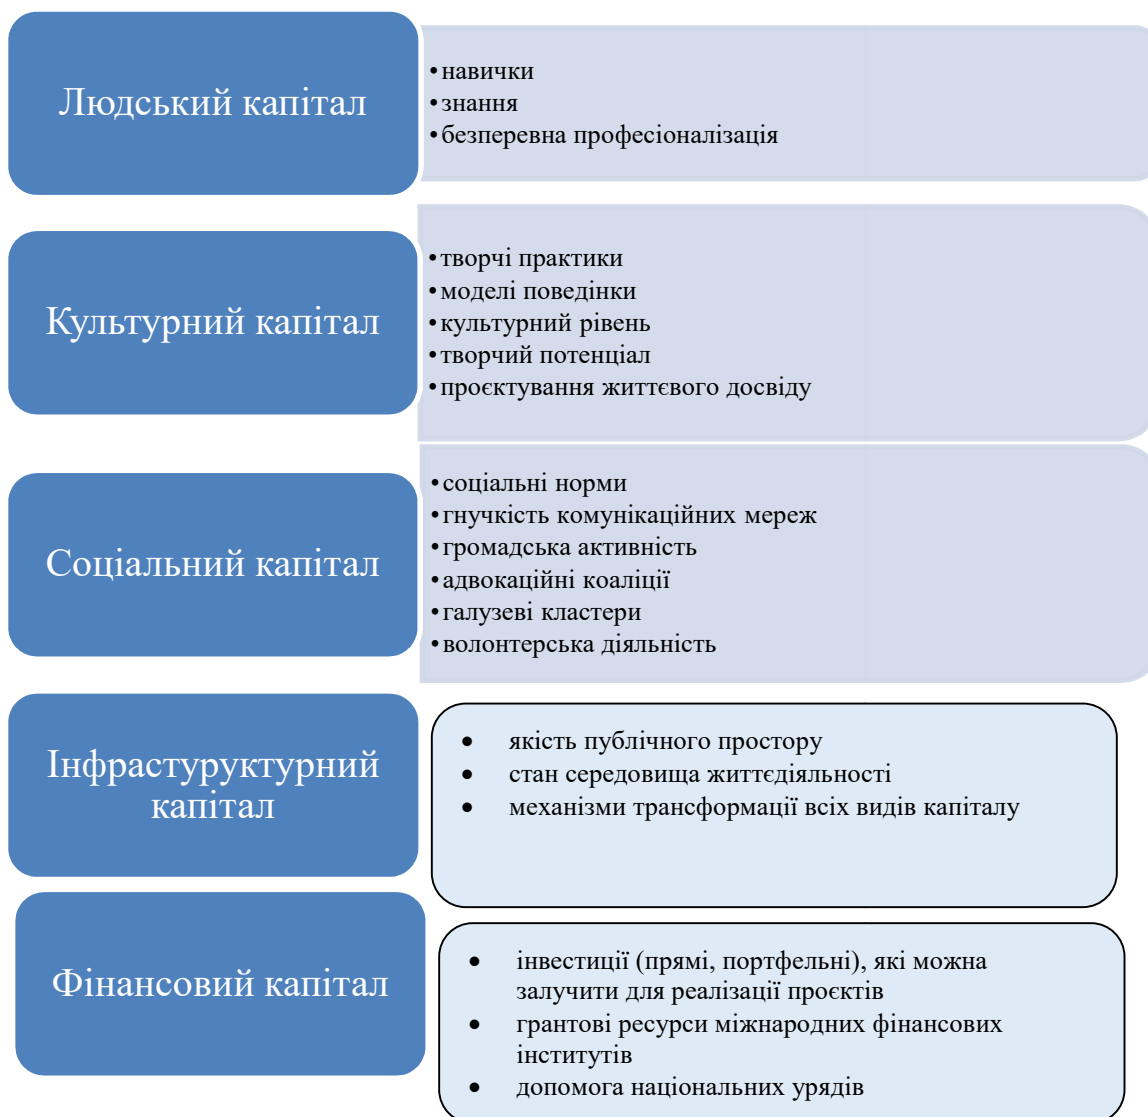 Людський капітал
•навички
•знання
•безперевна професіоналізація
Культурний капітал
•творчі практики
•моделі поведінки
•культурний рівень
•творчий потенціал
•проєктування життєвого досвіду
Соціальний капітал
•соціальні норми
•гнучкість комунікаційних мереж
•громадська активність
•адвокаційні коаліції
•галузеві кластери
•волонтерська діяльність
Інфрастуруктурний
капітал
• якість публічного простору
• стан середовища життєдіяльності
• механізми трансформації всіх видів капіталу
Фінансовий капітал
• інвестиції (прямі, портфельні), які можна
залучити для реалізації проєктів
• грантові ресурси міжнародних фінансових
інститутів
• допомога національних урядів